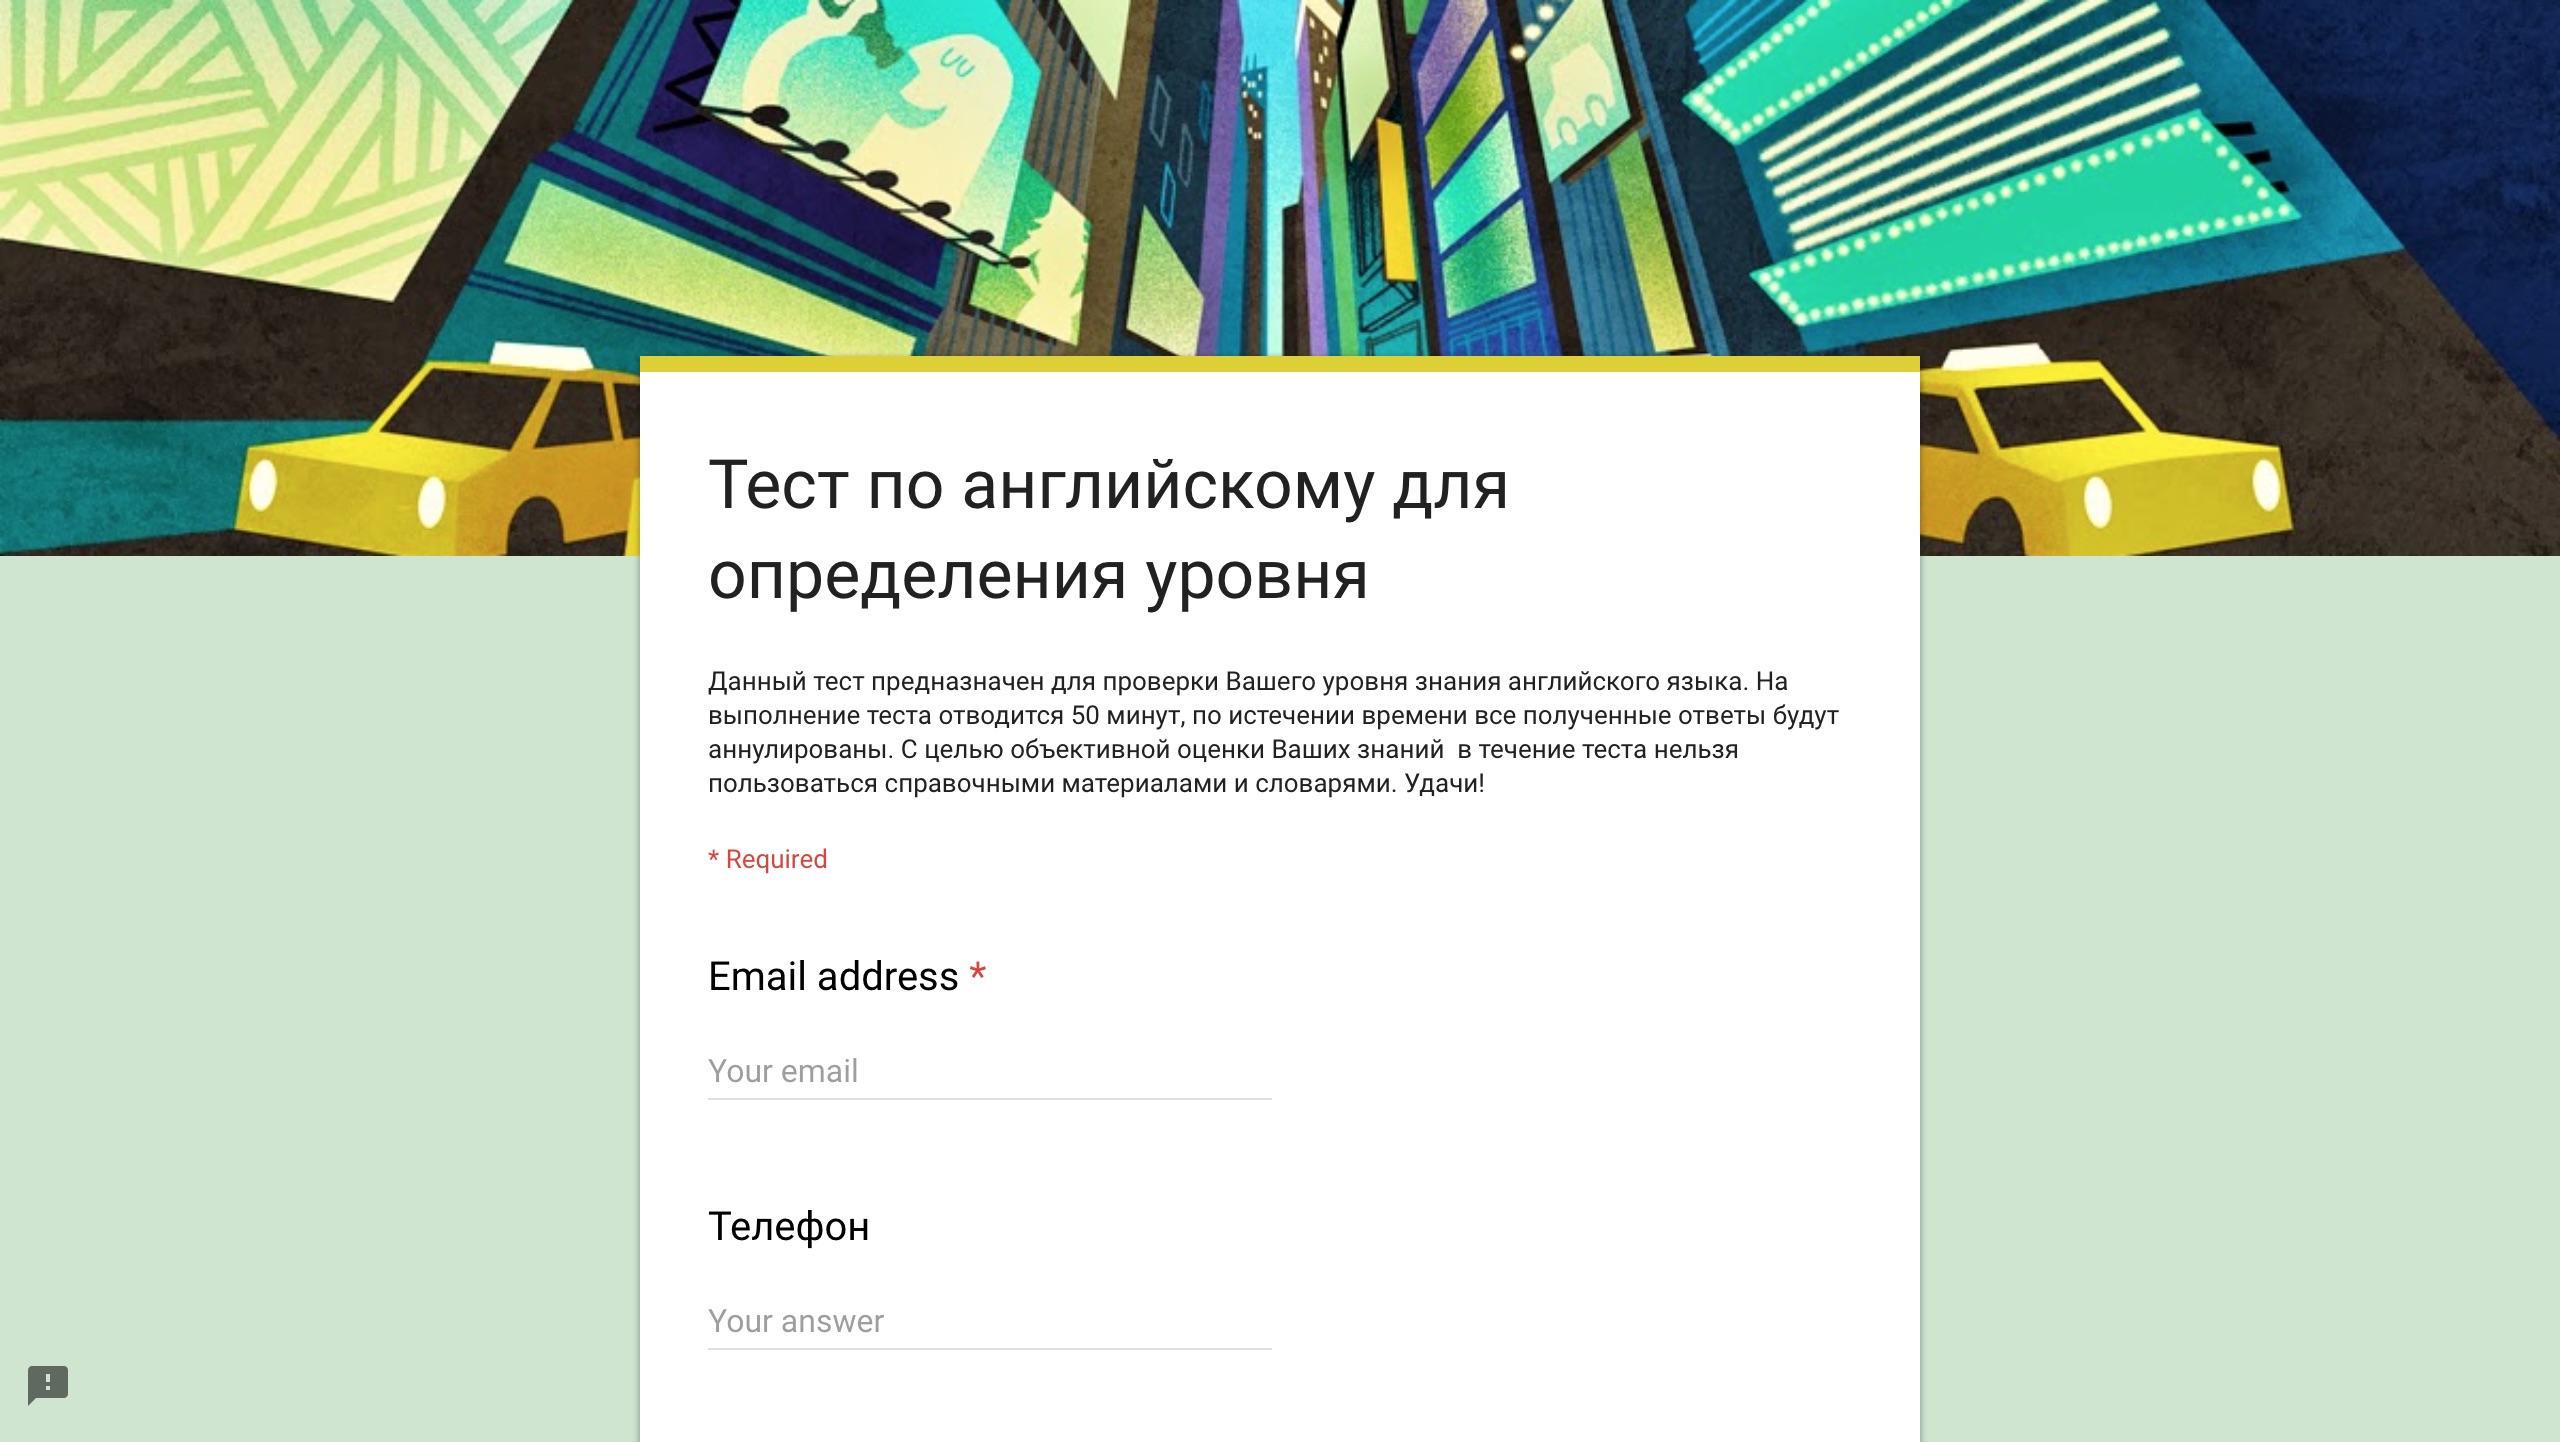 Тест по английскому для
определения уровня
Данный тест предназначен для проверки Вашего уровня знания английского языка. На
выполнение теста отводится 50 минут, по истечении времени все полученные ответы будут
аннулированы. С целью объективной оценки Ваших знаний  в течение теста нельзя
пользоваться справочными материалами и словарями. Удачи!
* Required
Email address *
Your email
Телефон
Your answer